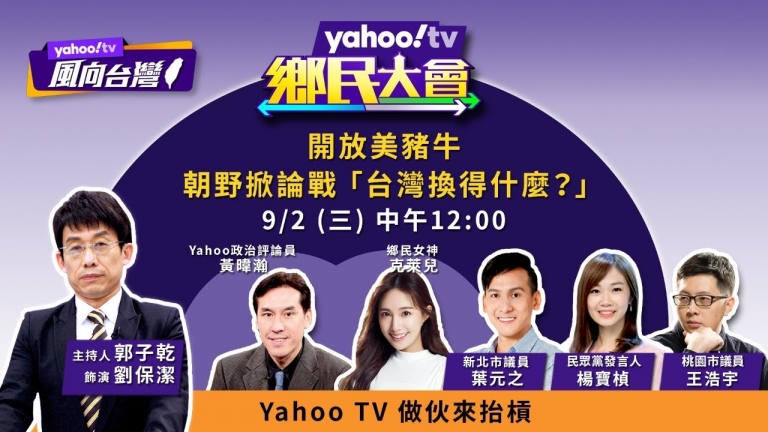 yahoo!tv
風向台灣
yahoo!tv
鄉民大會
開放美豬牛
朝野掀論戰「台灣換得什麼？」
9/2 (三) 中午12:00
Yahoo政治評論員
黃暐瀚
鄉民女神
克萊兒
主持人 郭子乾
飾演 劉保潔
新北市議員
葉元之
民眾黨發言人
楊寶楨
桃園市議員
王浩宇
Yahoo TV 做伙來抬槓